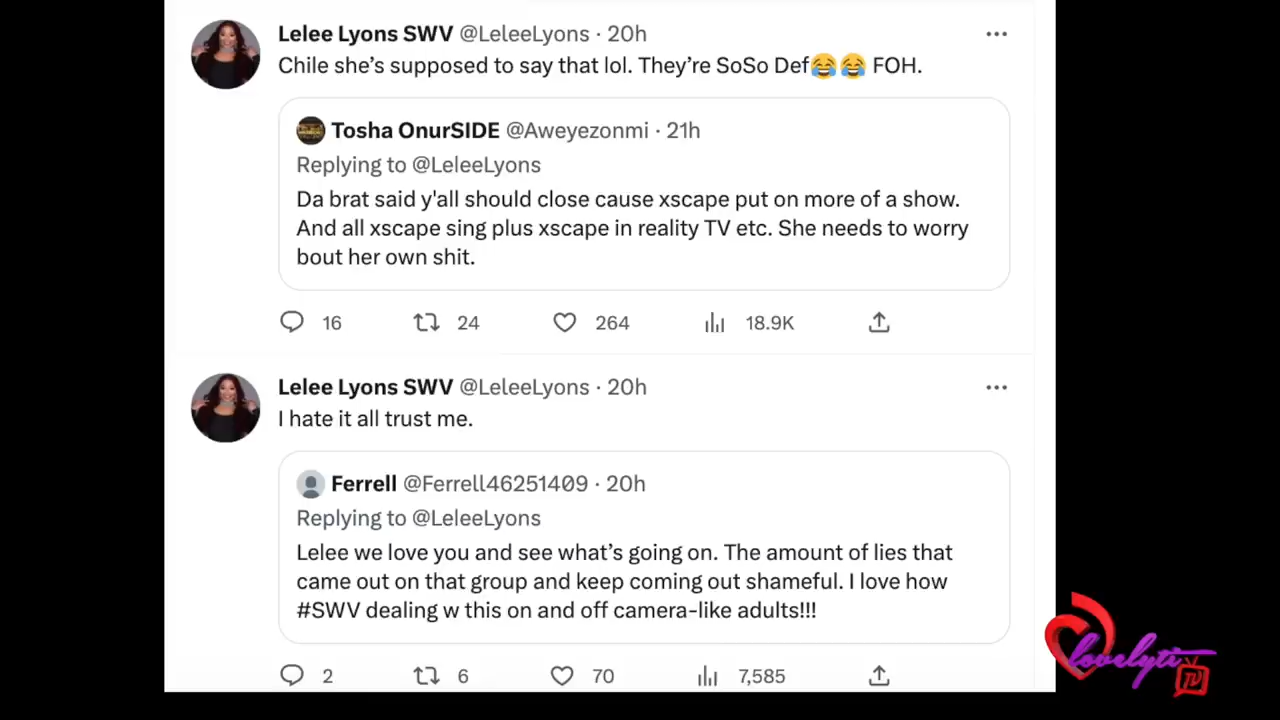 Lelee Lyons SWV @LeleeLyons · 20h
Chile she's supposed to say that lol. They're SoSo Def😂😂 FOH.
Tosha OnurSIDE @Aweyezonmi · 21h
Replying to @LeleeLyons
Da brat said y'all should close cause xscape put on more of a show.
And all xscape sing plus xscape in reality TV etc. She needs to worry
bout her own shit.
16 24 264 18.9K
Lelee Lyons SWV @LeleeLyons · 20h
I hate it all trust me.
Ferrell @Ferrell46251409 · 20h
Replying to @LeleeLyons
Lelee we love you and see what's going on. The amount of lies that
came out on that group and keep coming out shameful. I love how
#SWV dealing w this on and off camera-like adults!!!
2 6 70 7,585
lovelyti
TV